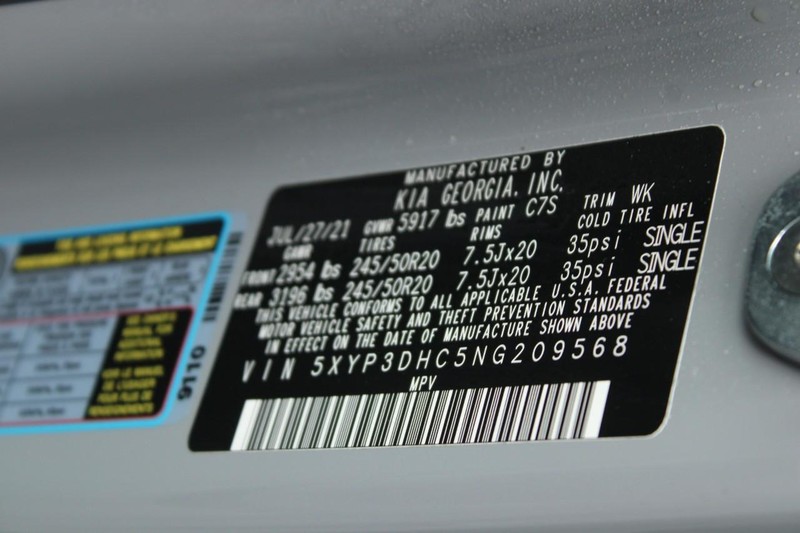 MANUFACTURED BY
KIA GEORGIA, INC.
JUL/27/21 GVWR 5917 lbs PAINT C7S TRIM WK
GAWR TIRES RIMS COLD TIRE INFL
FRONT 2954 lbs 245/50R20 7.5Jx20 35psi SINGLE
REAR 3196 lbs 245/50R20 7.5Jx20 35psi SINGLE
THIS VEHICLE CONFORMS TO ALL APPLICABLE U.S.A. FEDERAL
MOTOR VEHICLE SAFETY AND THEFT PREVENTION STANDARDS
IN EFFECT ON THE DATE OF MANUFACTURE SHOWN ABOVE
VIN 5XYP3DHC5NG209568
MPV
9110